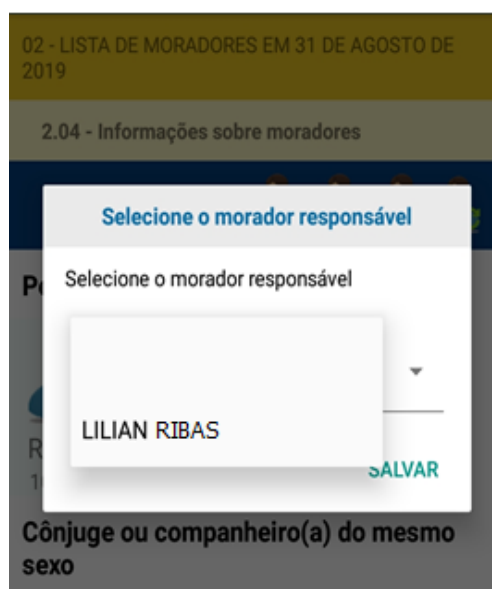 02 - LISTA DE MORADORES EM 31 DE AGOSTO DE
2019
2.04 - Informações sobre moradores
Selecione o morador responsável
Selecione o morador responsável
LILIAN RIBAS
SALVAR
Cônjuge ou companheiro(a) do mesmo
sexo